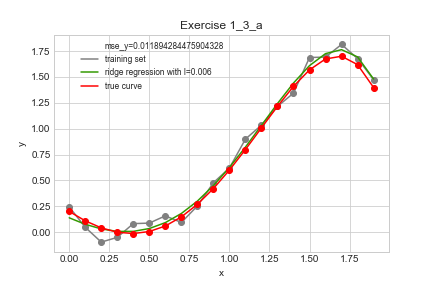 Exercise 1_3_a
mse_y=0.011894284475904328
training set
ridge regression with l=0.006
true curve
1.75
1.50
1.25
1.00
0.75
0.50
0.25
0.00
y
0.00 0.25 0.50 0.75 1.00 1.25 1.50 1.75
x